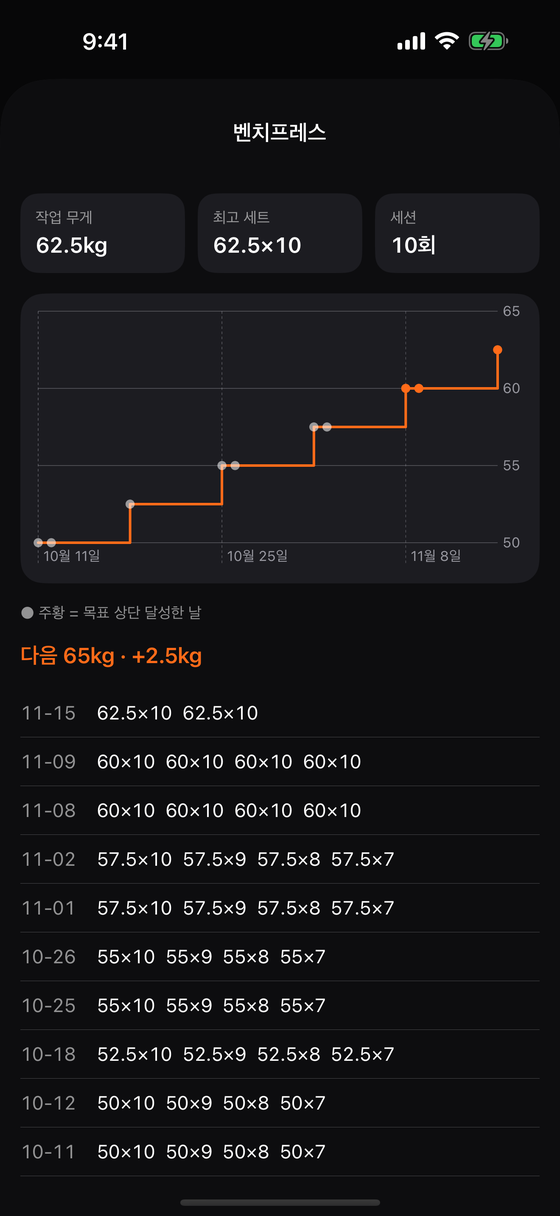 9:41
벤치프레스
작업 무게
62.5kg
최고 세트
62.5×10
세션
10회
65
60
55
50
10월 11일
10월 25일
11월 8일
주황 = 목표 상단 달성한 날
다음 65kg · +2.5kg
11-15 62.5×10 62.5×10
11-09 60×10 60×10 60×10 60×10
11-08 60×10 60×10 60×10 60×10
11-02 57.5×10 57.5×9 57.5×8 57.5×7
11-01 57.5×10 57.5×9 57.5×8 57.5×7
10-26 55×10 55×9 55×8 55×7
10-25 55×10 55×9 55×8 55×7
10-18 52.5×10 52.5×9 52.5×8 52.5×7
10-12 50×10 50×9 50×8 50×7
10-11 50×10 50×9 50×8 50×7